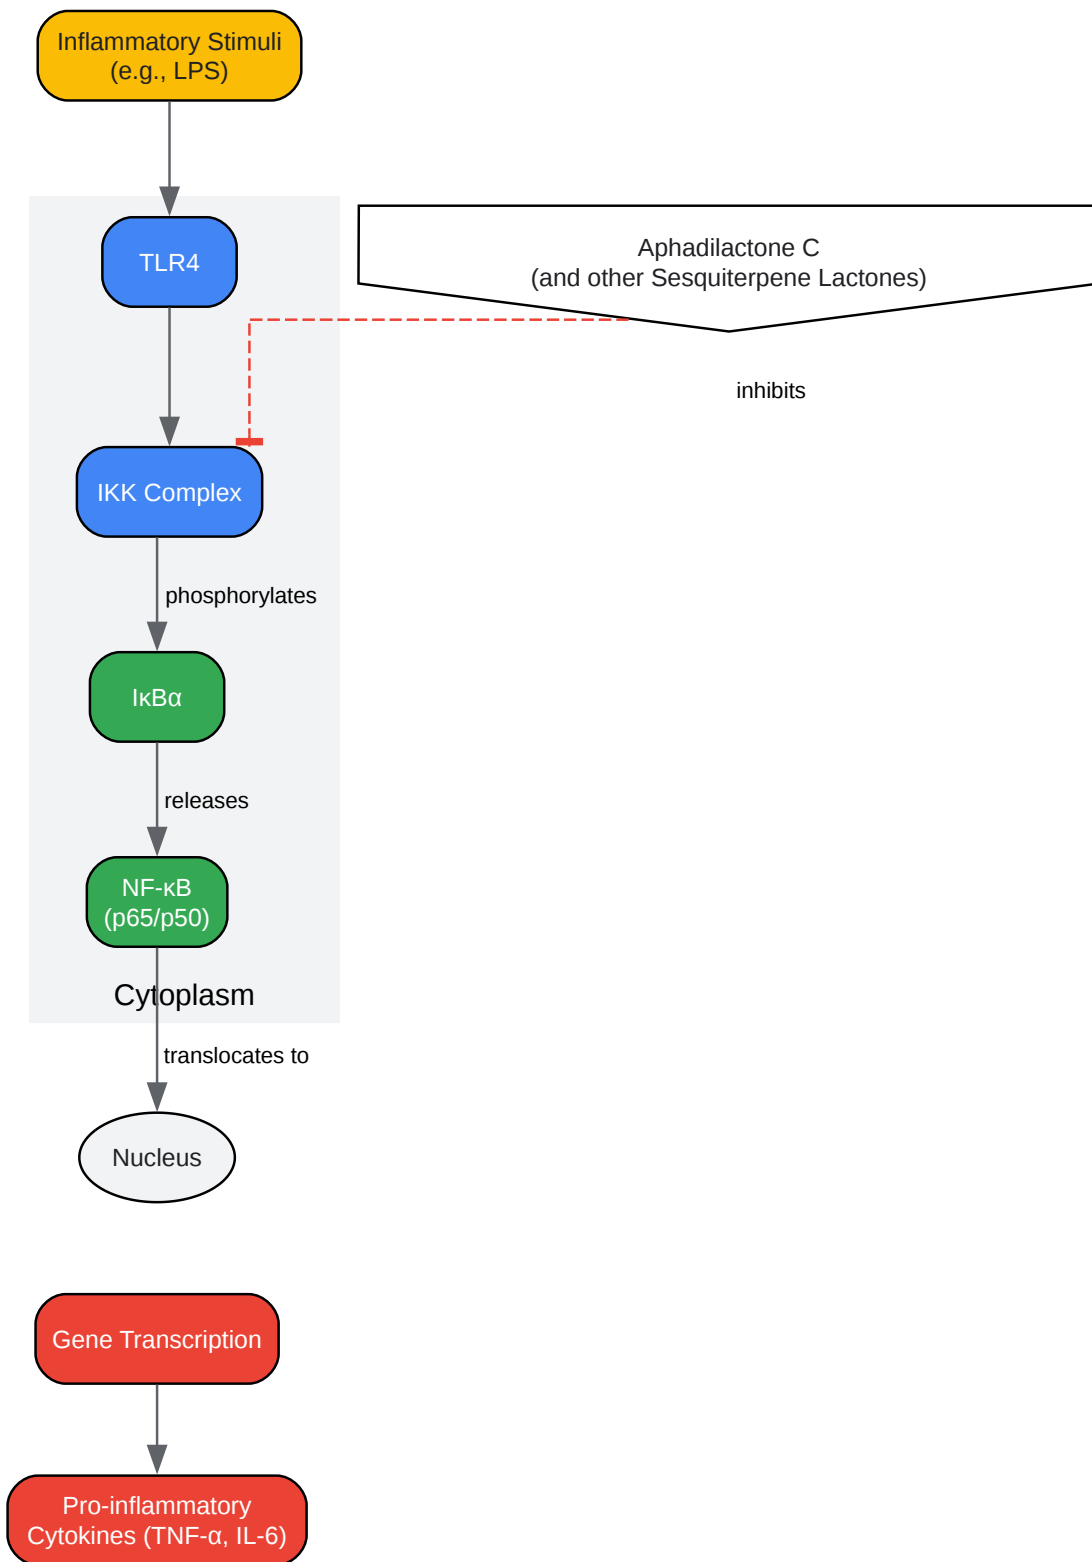 Inflammatory Stimuli
(e.g., LPS)
TLR4
Aphadilactone C
(and other Sesquiterpene Lactones)
inhibits
IKK Complex
phosphorylates
IκBα
releases
NF-κB
(p65/p50)
Cytoplasm
translocates to
Nucleus
Gene Transcription
Pro-inflammatory
Cytokines (TNF-α, IL-6)